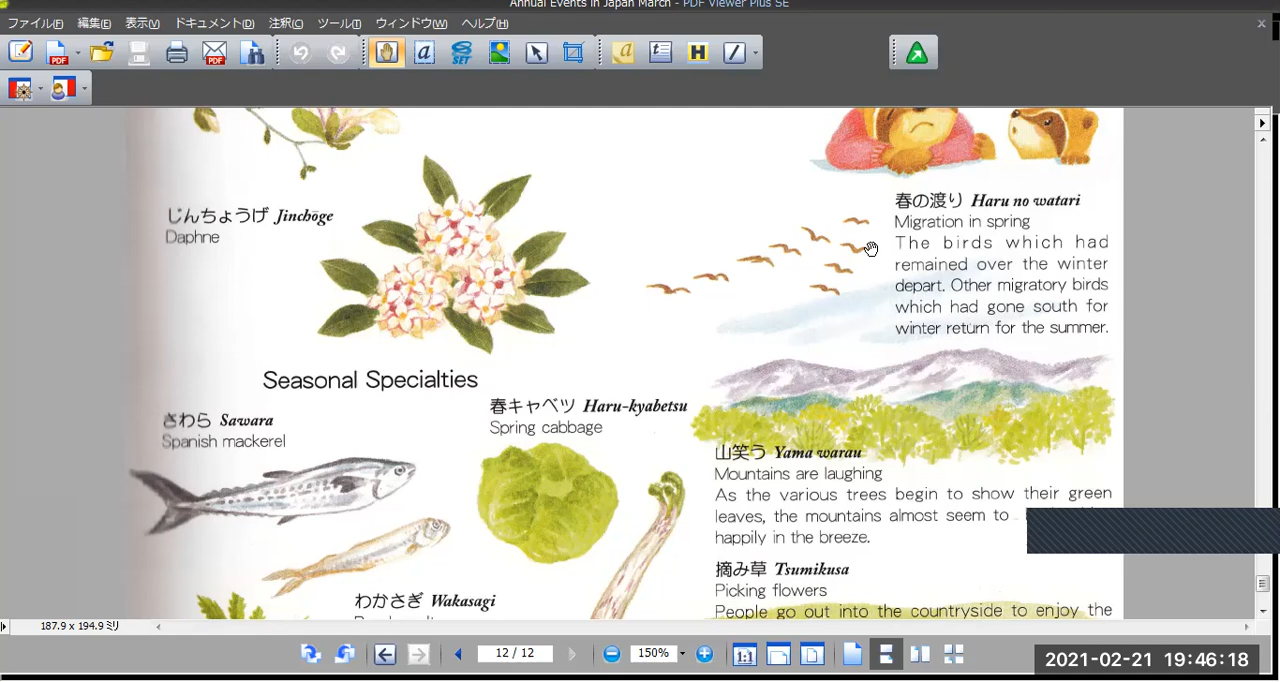 Annual Events in Japan March - PDF Viewer Plus SE
ファイル(F) 編集(E) 表示(V) ドキュメント(D) 注釈(C) ツール(T) ウィンドウ(W) ヘルプ(H)
じんちょうげ Jinchōge
Daphne
春の渡り Haru no watari
Migration in spring
The birds which had
remained over the winter
depart. Other migratory birds
which had gone south for
winter return for the summer.
Seasonal Specialties
さわら Sawara
Spanish mackerel
春キャベツ Haru-kyabetsu
Spring cabbage
山笑う Yama warau
Mountains are laughing
As the various trees begin to show their green
leaves, the mountains almost seem to
happily in the breeze.
摘み草 Tsumikusa
Picking flowers
People go out into the countryside to enjoy the
わかさぎ Wakasagi
187.9 x 194.9 ミリ
12 / 12
150%
1:1
2021-02-21 19:46:18